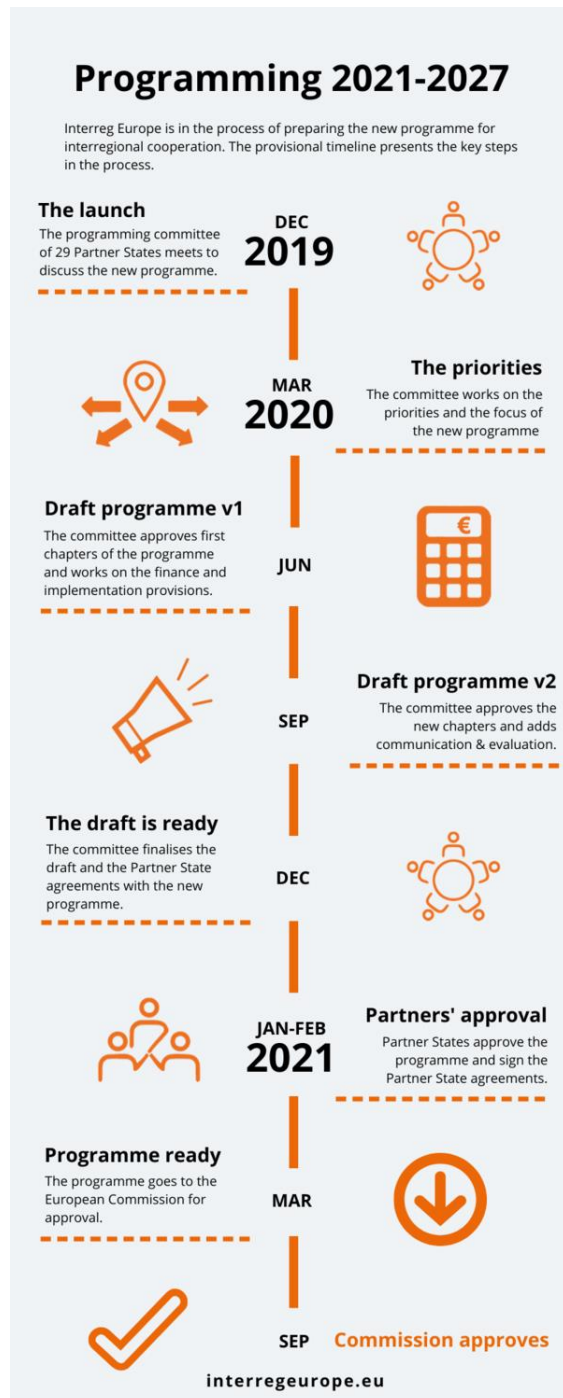 Programming 2021-2027
Interreg Europe is in the process of preparing the new programme for
interregional cooperation. The provisional timeline presents the key steps
in the process.
The launch
The programming committee
of 29 Partner States meets to
discuss the new programme.
DEC
2019
MAR
2020
The priorities
The committee works on the
priorities and the focus of
the new programme
Draft programme v1
The committee approves first
chapters of the programme
and works on the finance and
implementation provisions.
JUN
€
SEP
Draft programme v2
The committee approves the
new chapters and adds
communication & evaluation.
The draft is ready
The committee finalises the
draft and the Partner State
agreements with the new
programme.
DEC
JAN-FEB
2021
Partners' approval
Partner States approve the
programme and sign the
Partner State agreements.
Programme ready
The programme goes to the
European Commission for
approval.
MAR
SEP Commission approves
interregeurope.eu